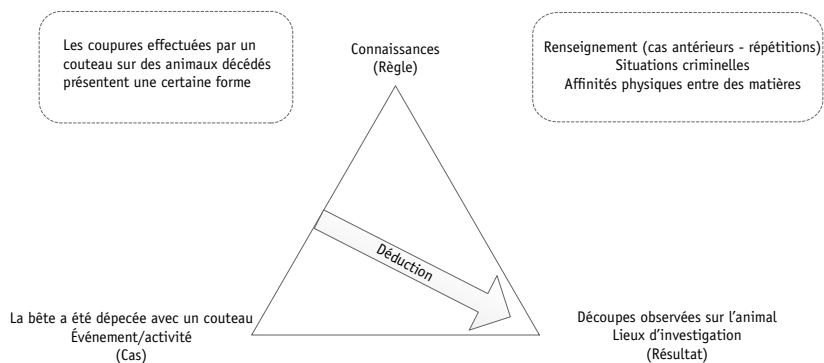 Les coupures effectuées par un
couteau sur des animaux décédés
présentent une certaine forme
Connaissances
(Règle)
Renseignement (cas antérieurs - répétitions)
Situations criminelles
Affinités physiques entre des matières
Déduction
La bête a été dépecée avec un couteau
Événement/activité
(Cas)
Découpes observées sur l'animal
Lieux d'investigation
(Résultat)